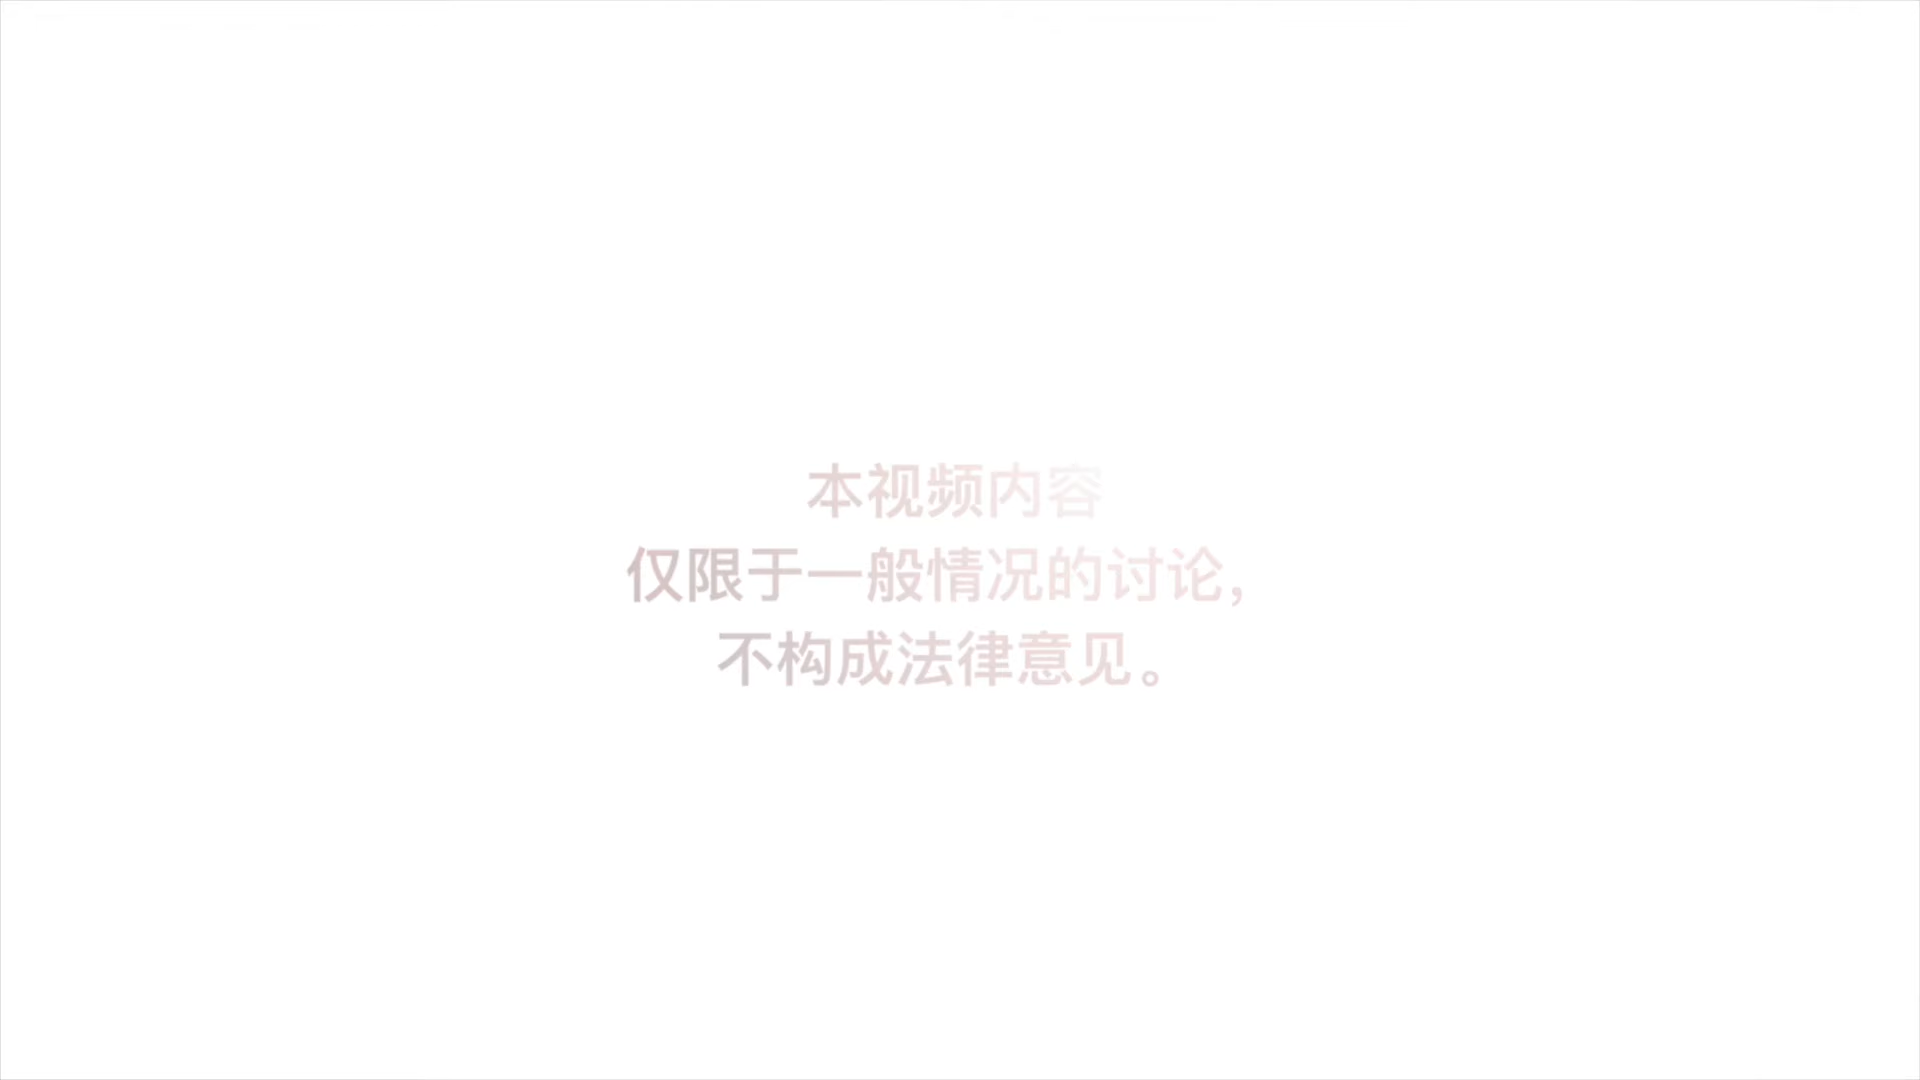 本视频内容
仅限于一般情况的讨论，
不构成法律意见。